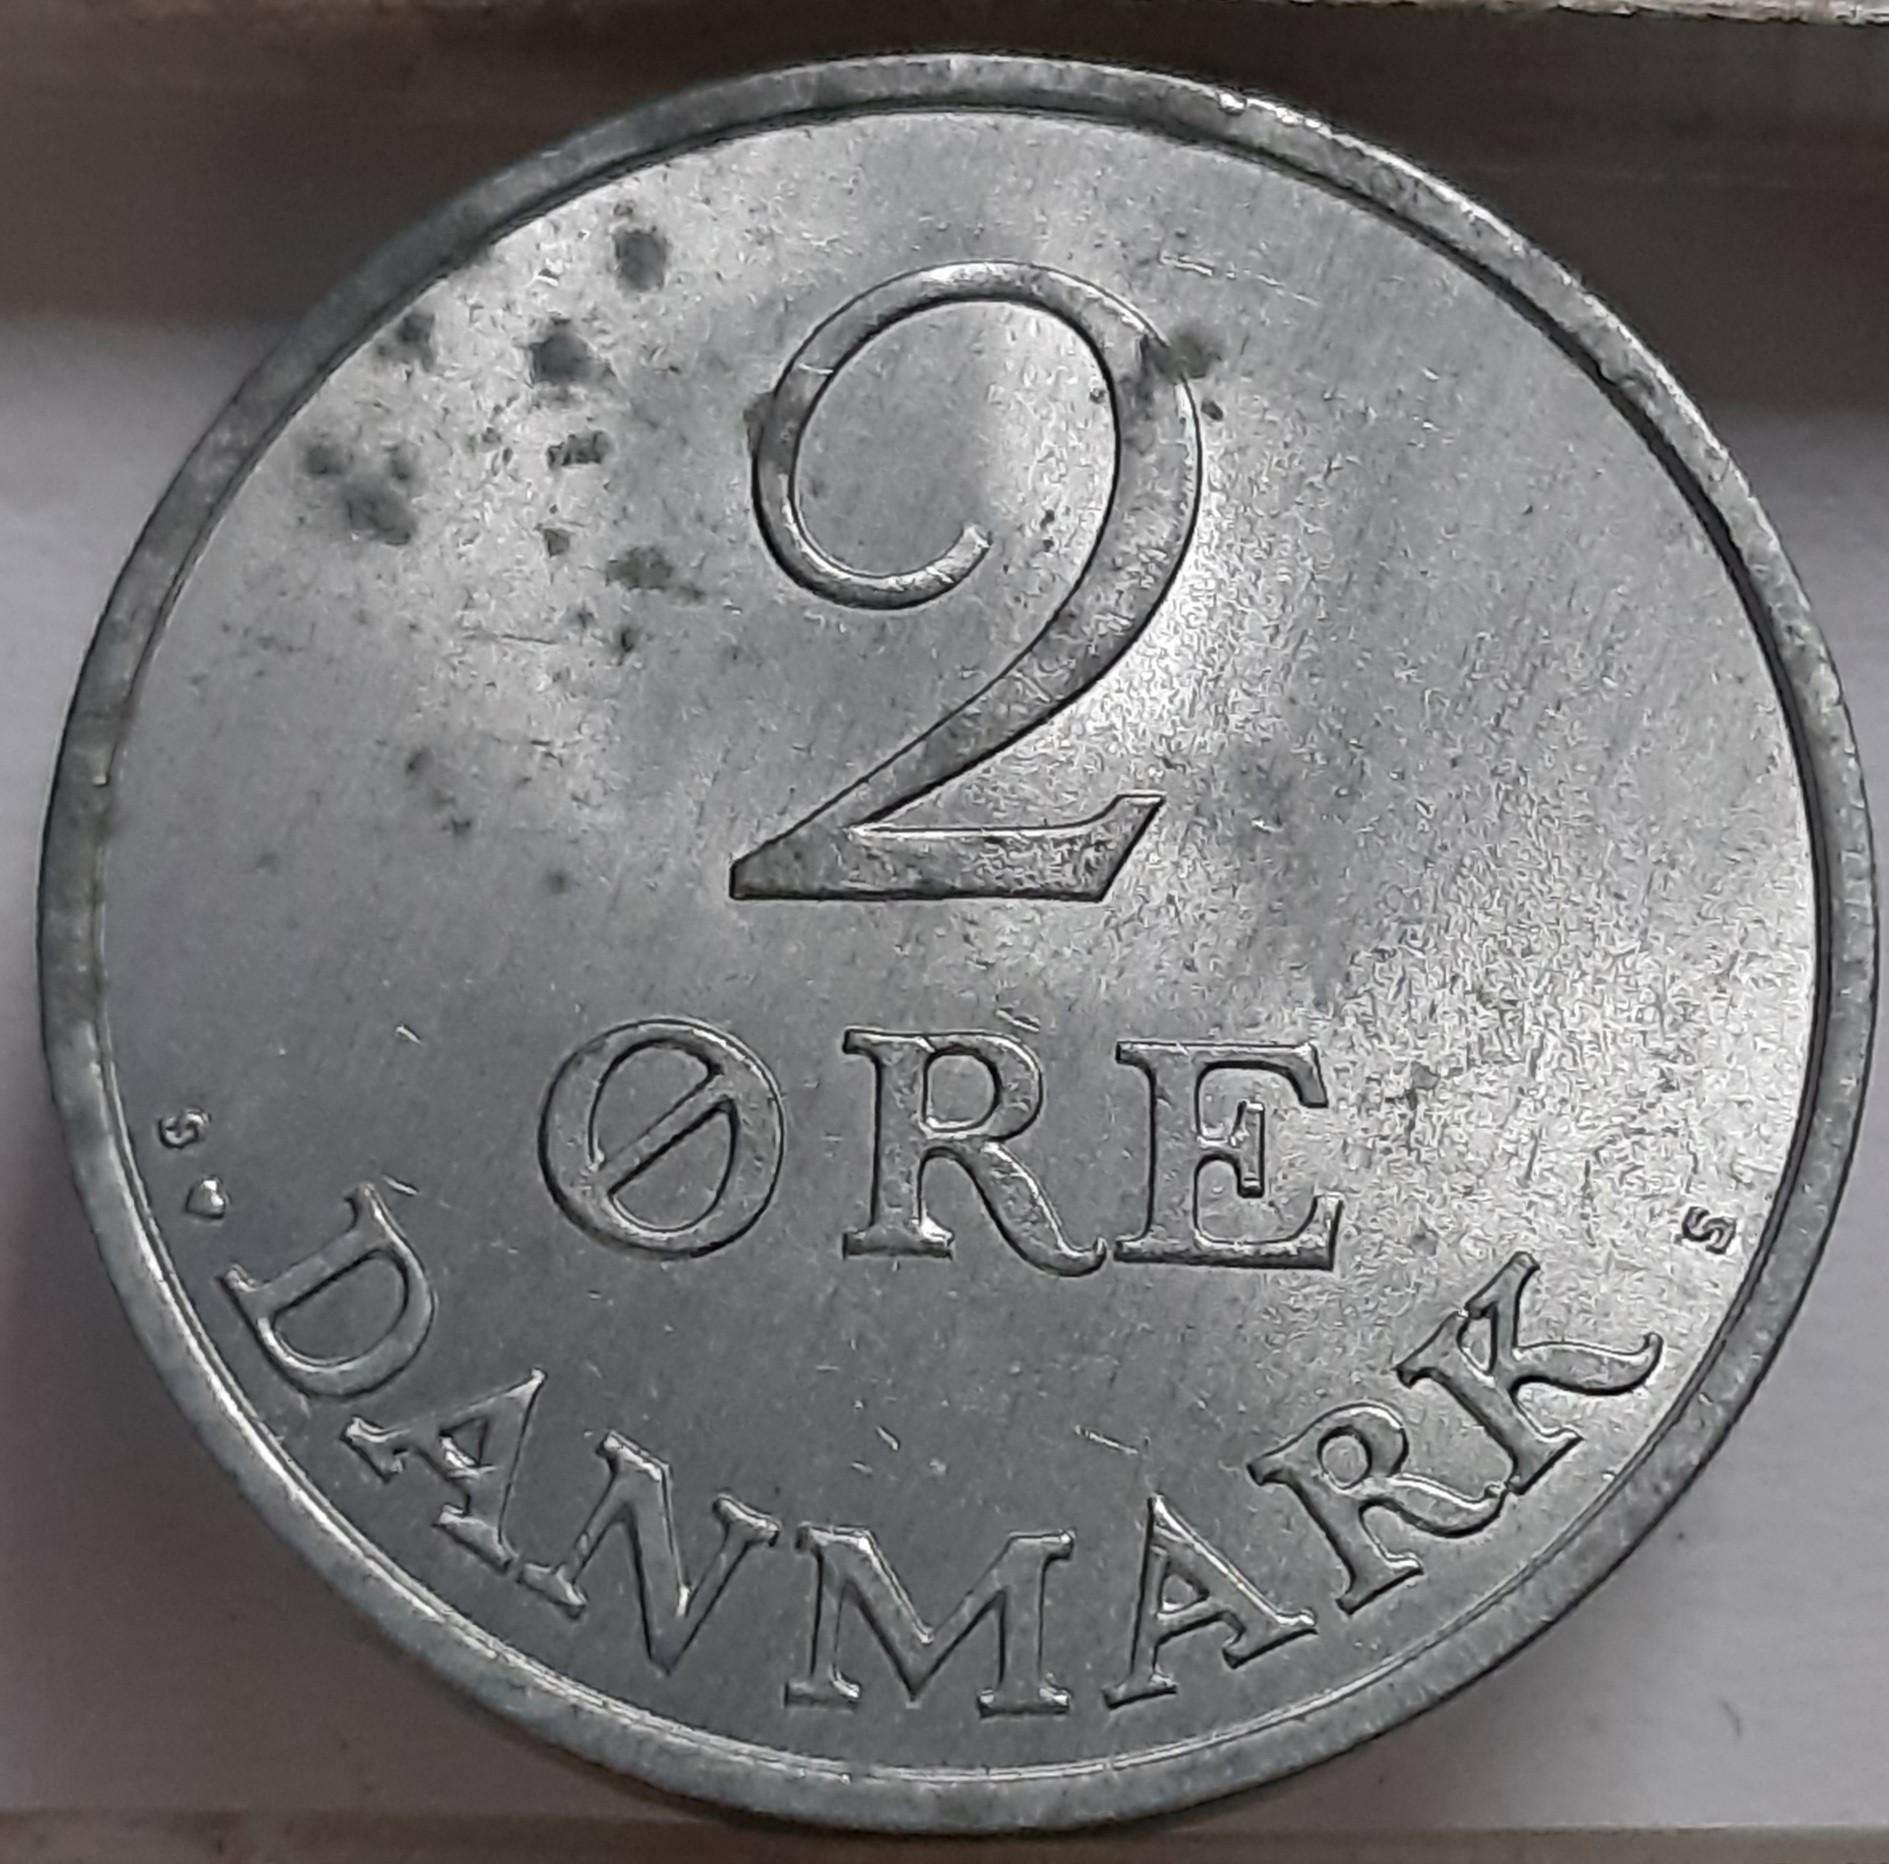 2
ØRE
C ♥ S
DANMARK